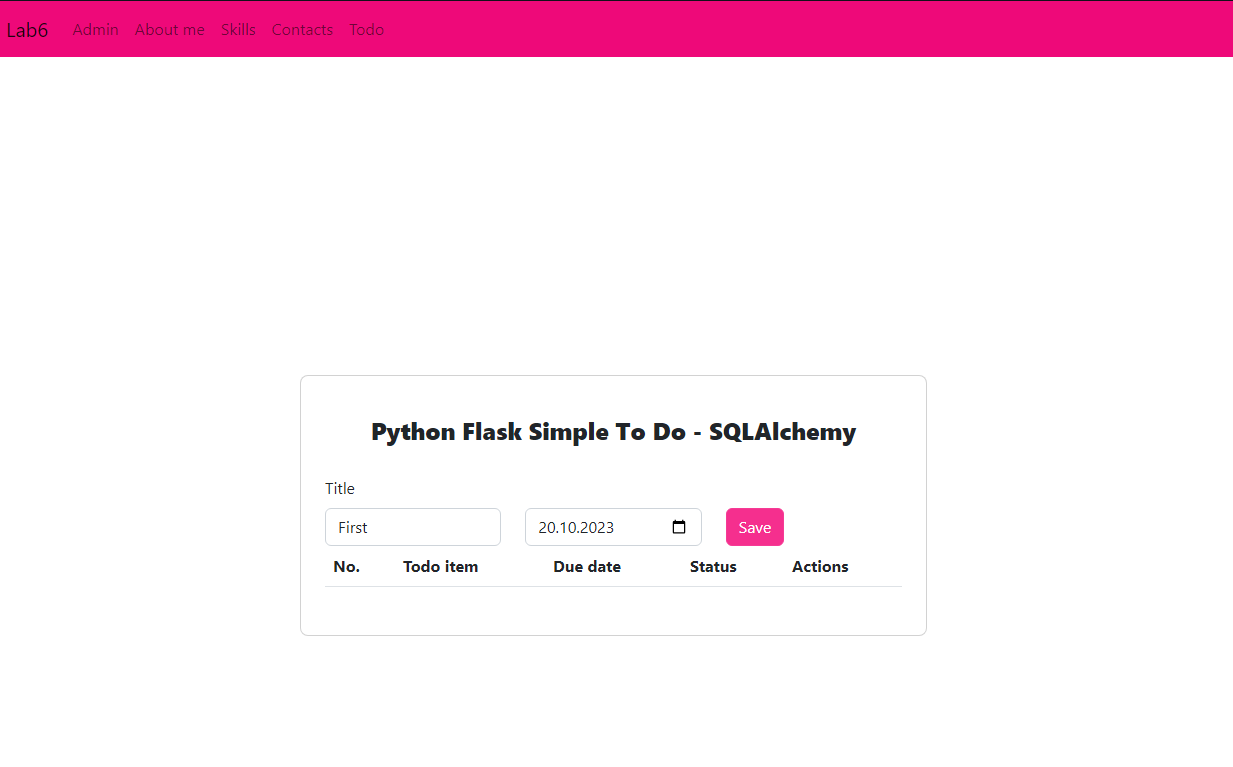 Lab6 Admin About me Skills Contacts Todo
Python Flask Simple To Do - SQLAlchemy
Title
First 20.10.2023 Save
No. Todo item Due date Status Actions